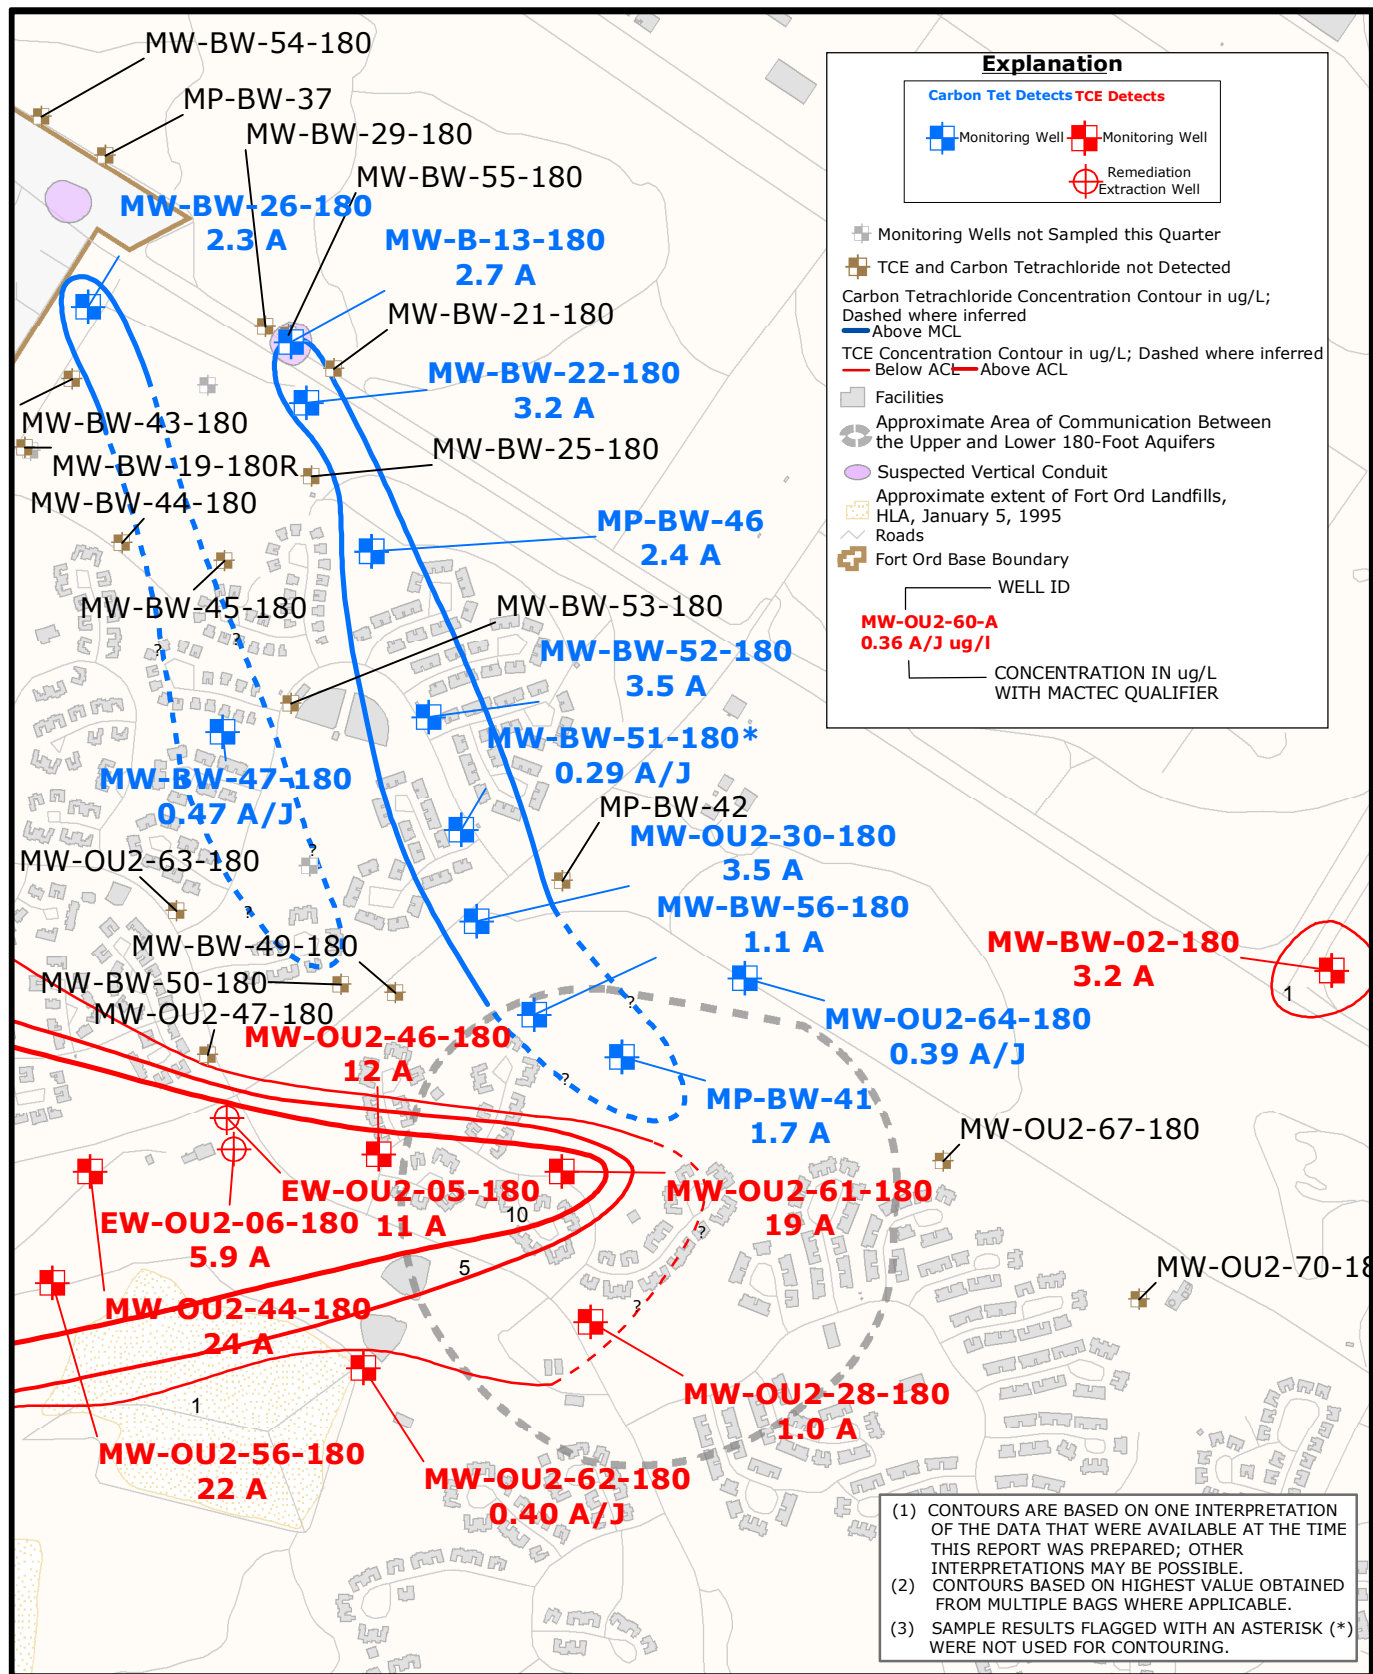 MW-BW-54-180
MP-BW-37
MW-BW-29-180
MW-BW-55-180
MW-BW-26-180
2.3 A
MW-B-13-180
2.7 A
MW-BW-21-180
MW-BW-22-180
3.2 A
MW-BW-43-180
MW-BW-19-180R
MW-BW-25-180
MW-BW-44-180
MP-BW-46
2.4 A
MW-BW-45-180
MW-BW-53-180
?
?
MW-BW-52-180
3.5 A
MW-BW-51-180*
0.29 A/J
MW-BW-47-180
0.47 A/J
MP-BW-42
MW-OU2-30-180
3.5 A
?
MW-OU2-63-180
?
MW-BW-56-180
1.1 A
MW-BW-49-180
MW-BW-50-180
MW-OU2-47-180
MW-BW-02-180
3.2 A
1
?
MW-OU2-64-180
0.39 A/J
MW-OU2-46-180
12 A
?
MP-BW-41
1.7 A
MW-OU2-67-180
EW-OU2-05-180
11 A
10
MW-OU2-61-180
19 A
EW-OU2-06-180
5.9 A
?
5
MW-OU2-70-18
MW-OU2-44-180
24 A
?
1
MW-OU2-28-180
1.0 A
MW-OU2-56-180
22 A
MW-OU2-62-180
0.40 A/J
Explanation
Carbon Tet Detects TCE Detects
Monitoring Well Monitoring Well
Remediation
Extraction Well
Monitoring Wells not Sampled this Quarter
TCE and Carbon Tetrachloride not Detected
Carbon Tetrachloride Concentration Contour in ug/L;
Dashed where inferred
Above MCL
TCE Concentration Contour in ug/L; Dashed where inferred
Below ACL Above ACL
Facilities
Approximate Area of Communication Between
the Upper and Lower 180-Foot Aquifers
Suspected Vertical Conduit
Approximate extent of Fort Ord Landfills,
HLA, January 5, 1995
Roads
Fort Ord Base Boundary
WELL ID
MW-OU2-60-A
0.36 A/J ug/l
CONCENTRATION IN ug/L
WITH MACTEC QUALIFIER
(1) CONTOURS ARE BASED ON ONE INTERPRETATION
OF THE DATA THAT WERE AVAILABLE AT THE TIME
THIS REPORT WAS PREPARED; OTHER
INTERPRETATIONS MAY BE POSSIBLE.
(2) CONTOURS BASED ON HIGHEST VALUE OBTAINED
FROM MULTIPLE BAGS WHERE APPLICABLE.
(3) SAMPLE RESULTS FLAGGED WITH AN ASTERISK (*)
WERE NOT USED FOR CONTOURING.